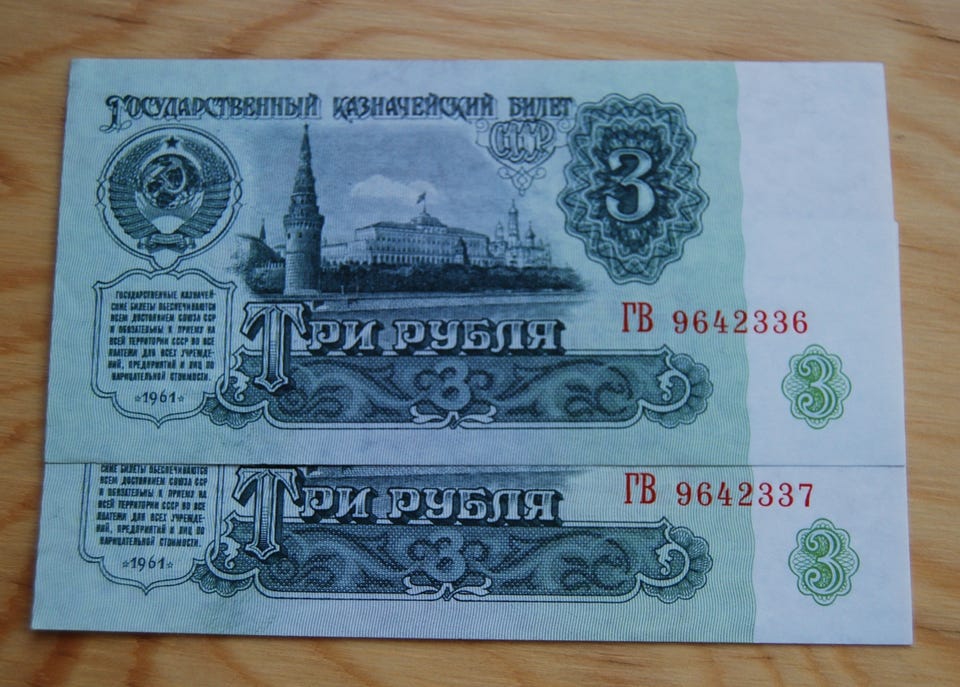 Государственный казначейский билет
СССР
3
ГОСУДАРСТВЕННЫЕ КАЗНАЧЕЙ-
СКИЕ БИЛЕТЫ ОБЕСПЕЧИВАЮТСЯ
ВСЕМ ДОСТОЯНИЕМ СОЮЗА ССР
И ОБЯЗАТЕЛЬНЫ К ПРИЕМУ НА
ВСЕЙ ТЕРРИТОРИИ СССР ВО ВСЕ
ПЛАТЕЖИ ДЛЯ ВСЕХ УЧРЕЖДЕ-
НИЙ, ПРЕДПРИЯТИЙ И ЛИЦ ПО
НАРИЦАТЕЛЬНОЙ СТОИМОСТИ.
*1961*
ГВ 9642336
Три рубля
3
3
СКИЕ БИЛЕТЫ ОБЕСПЕЧИВАЮТСЯ
ВСЕМ ДОСТОЯНИЕМ СОЮЗА ССР
И ОБЯЗАТЕЛЬНЫ К ПРИЕМУ НА
ВСЕЙ ТЕРРИТОРИИ СССР ВО ВСЕ
ПЛАТЕЖИ ДЛЯ ВСЕХ УЧРЕЖДЕ-
НИЙ, ПРЕДПРИЯТИЙ И ЛИЦ ПО
НАРИЦАТЕЛЬНОЙ СТОИМОСТИ.
*1961*
ГВ 9642337
Три рубля
3
3